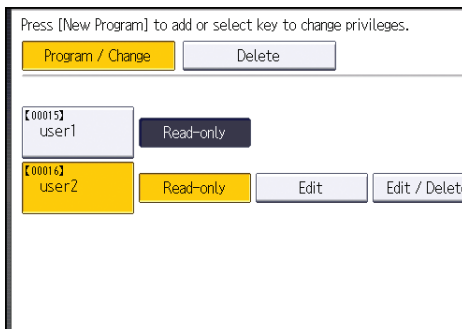 Press [New Program] to add or select key to change privileges.
Program / Change Delete
【00015】
user1 Read-only
【00016】
user2 Read-only Edit Edit / Delet